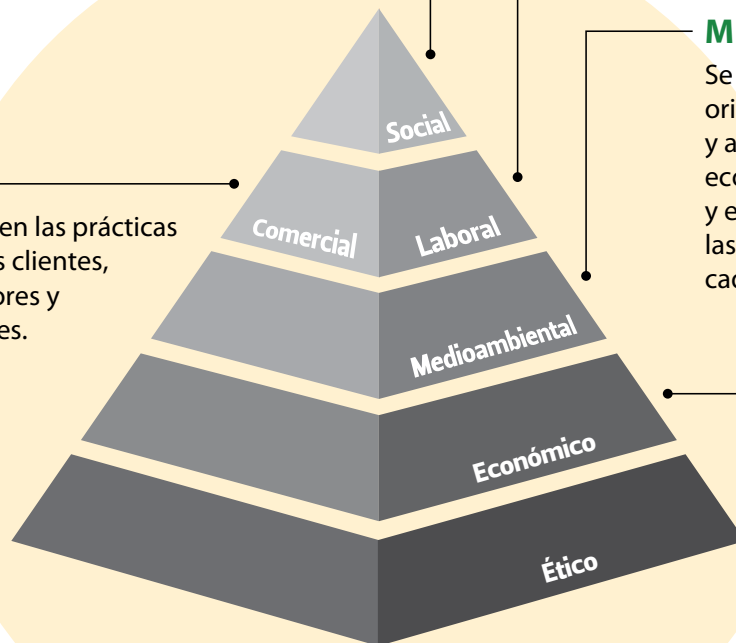 M
Se
ori
y a
eco
y e
las
cad
en las prácticas
s clientes,
ores y
es.
Social
Comercial
Laboral
Medioambiental
Económico
Ético